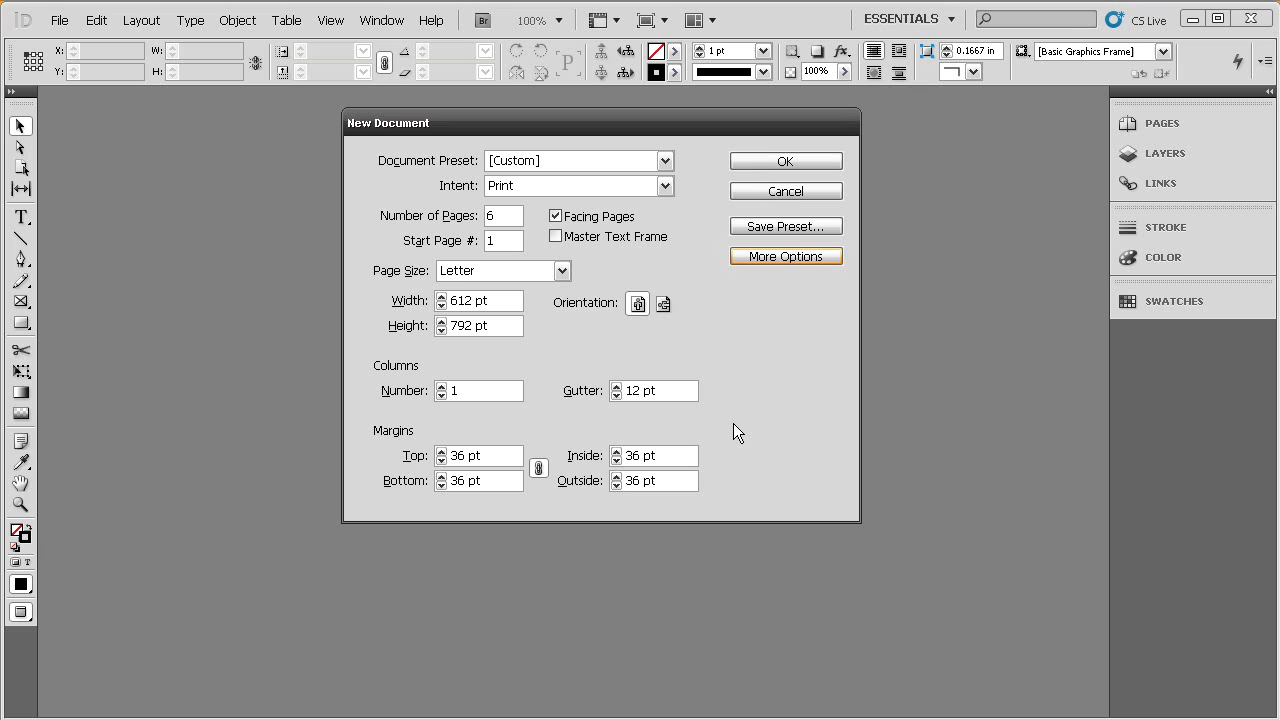 ID File Edit Layout Type Object Table View Window Help Br 100% ESSENTIALS CS Live
X: W: 1 pt fx. 0.1667 in [Basic Graphics Frame]
Y: H: P 100%
New Document
Document Preset: [Custom] OK
Intent: Print Cancel
Number of Pages: 6 Facing Pages Save Preset...
Start Page #: 1 Master Text Frame
More Options
Page Size: Letter
Width: 612 pt Orientation:
Height: 792 pt
Columns
Number: 1 Gutter: 12 pt
Margins
Top: 36 pt Inside: 36 pt
Bottom: 36 pt Outside: 36 pt
PAGES
LAYERS
LINKS
STROKE
COLOR
SWATCHES
T
T